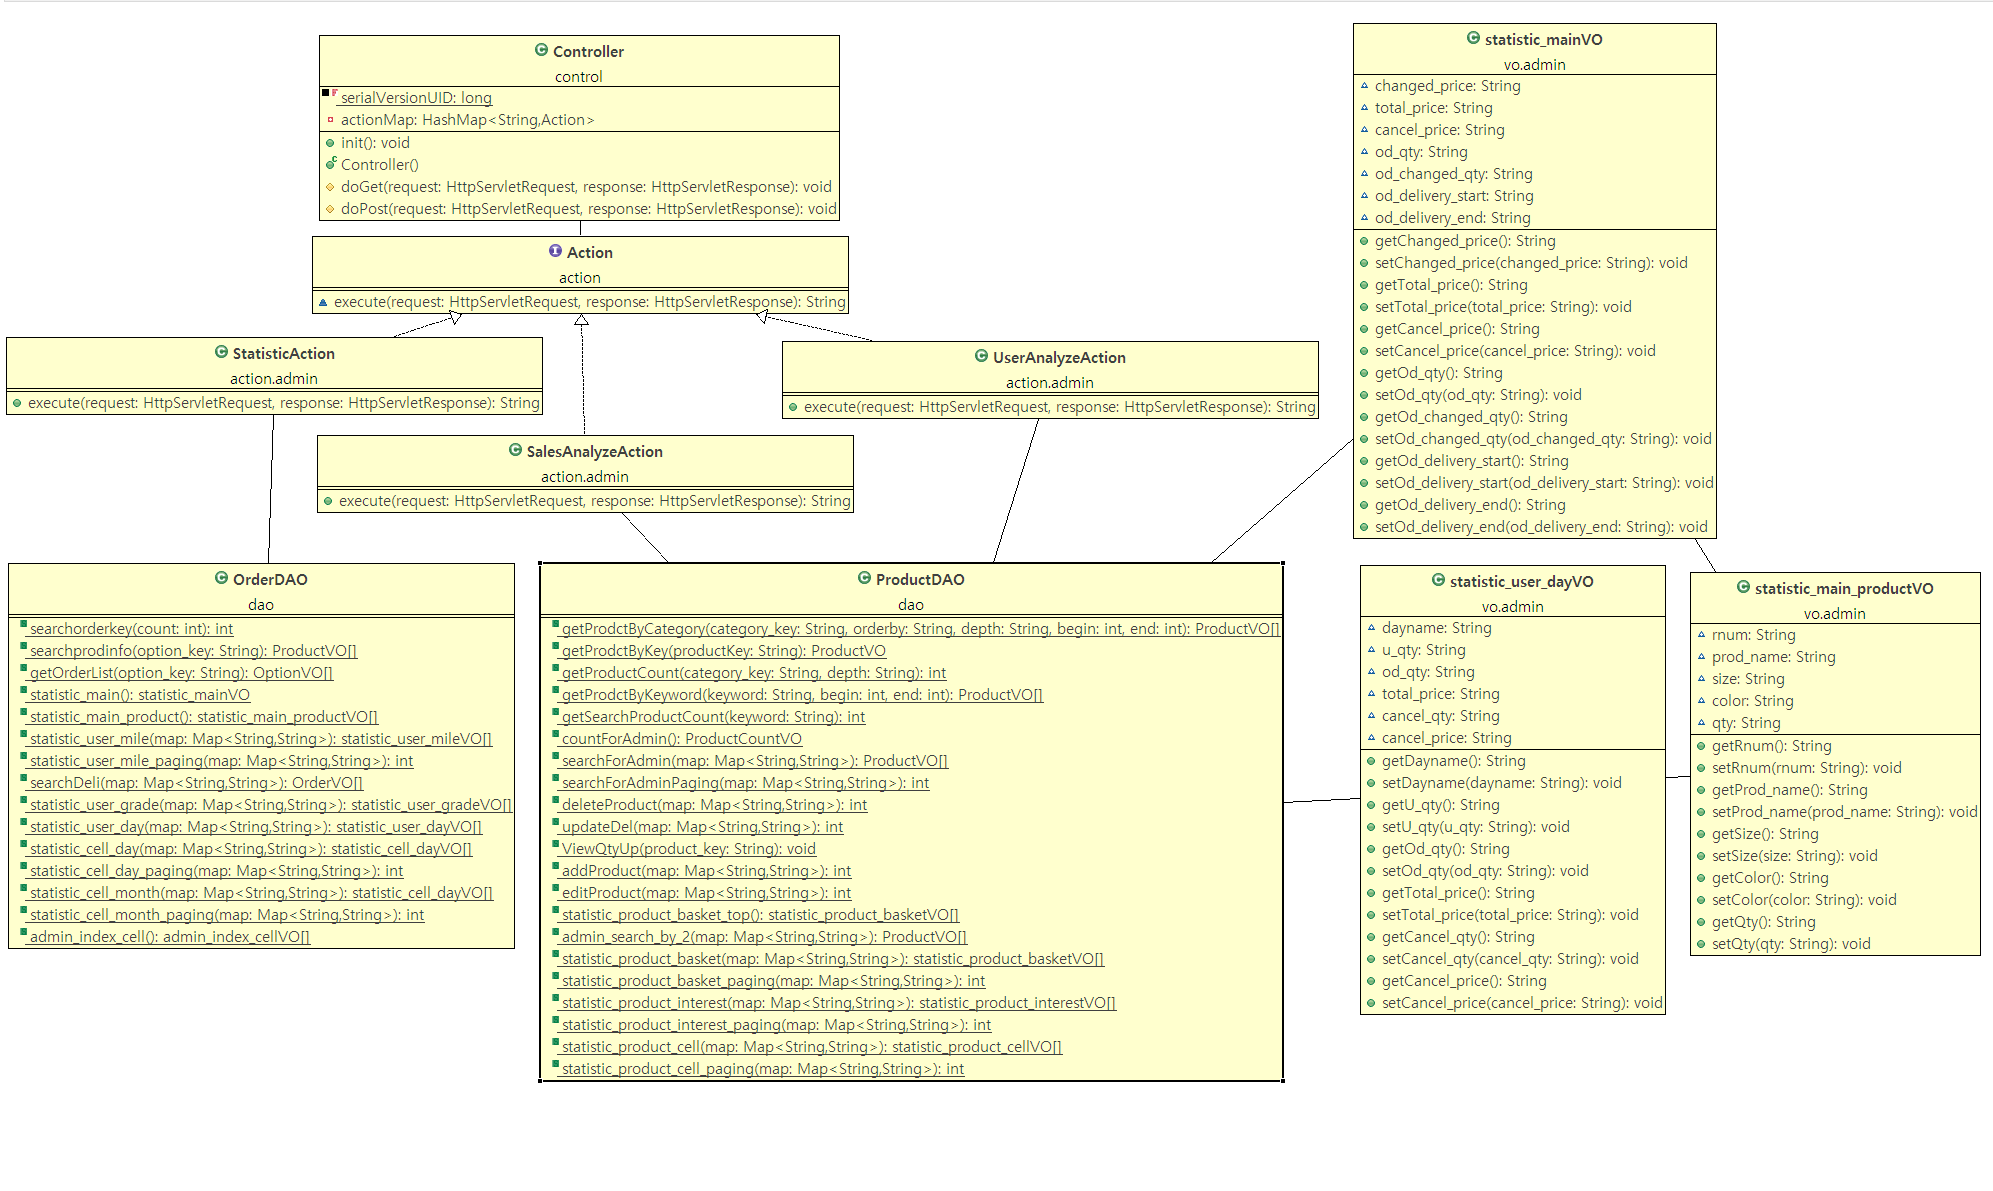 Controller
control
serialVersionUID: long
actionMap: HashMap<String,Action>
init(): void
Controller()
doGet(request: HttpServletRequest, response: HttpServletResponse): void
doPost(request: HttpServletRequest, response: HttpServletResponse): void
Action
action
execute(request: HttpServletRequest, response: HttpServletResponse): String
StatisticAction
action.admin
execute(request: HttpServletRequest, response: HttpServletResponse): String
UserAnalyzeAction
action.admin
execute(request: HttpServletRequest, response: HttpServletResponse): String
SalesAnalyzeAction
action.admin
execute(request: HttpServletRequest, response: HttpServletResponse): String
statistic_mainVO
vo.admin
changed_price: String
total_price: String
cancel_price: String
od_qty: String
od_changed_qty: String
od_delivery_start: String
od_delivery_end: String
getChanged_price(): String
setChanged_price(changed_price: String): void
getTotal_price(): String
setTotal_price(total_price: String): void
getCancel_price(): String
setCancel_price(cancel_price: String): void
getOd_qty(): String
setOd_qty(od_qty: String): void
getOd_changed_qty(): String
setOd_changed_qty(od_changed_qty: String): void
getOd_delivery_start(): String
setOd_delivery_start(od_delivery_start: String): void
getOd_delivery_end(): String
setOd_delivery_end(od_delivery_end: String): void
OrderDAO
dao
searchorderkey(count: int): int
searchprodinfo(option_key: String): ProductVO[]
getOrderList(option_key: String): OptionVO[]
statistic_main(): statistic_mainVO
statistic_main_product(): statistic_main_productVO[]
statistic_user_mile(map: Map<String,String>): statistic_user_mileVO[]
statistic_user_mile_paging(map: Map<String,String>): int
searchDeli(map: Map<String,String>): OrderVO[]
statistic_user_grade(map: Map<String,String>): statistic_user_gradeVO[]
statistic_user_day(map: Map<String,String>): statistic_user_dayVO[]
statistic_cell_day(map: Map<String,String>): statistic_cell_dayVO[]
statistic_cell_day_paging(map: Map<String,String>): int
statistic_cell_month(map: Map<String,String>): statistic_cell_dayVO[]
statistic_cell_month_paging(map: Map<String,String>): int
admin_index_cell(): admin_index_cellVO[]
ProductDAO
dao
getProdctByCategory(category_key: String, orderby: String, depth: String, begin: int, end: int): ProductVO[]
getProdctByKey(productKey: String): ProductVO
getProductCount(category_key: String, depth: String): int
getProdctByKeyword(keyword: String, begin: int, end: int): ProductVO[]
getSearchProductCount(keyword: String): int
countForAdmin(): ProductCountVO
searchForAdmin(map: Map<String,String>): ProductVO[]
searchForAdminPaging(map: Map<String,String>): int
deleteProduct(map: Map<String,String>): int
updateDel(map: Map<String,String>): int
ViewQtyUp(product_key: String): void
addProduct(map: Map<String,String>): int
editProduct(map: Map<String,String>): int
statistic_product_basket_top(): statistic_product_basketVO[]
admin_search_by_2(map: Map<String,String>): ProductVO[]
statistic_product_basket(map: Map<String,String>): statistic_product_basketVO[]
statistic_product_basket_paging(map: Map<String,String>): int
statistic_product_interest(map: Map<String,String>): statistic_product_interestVO[]
statistic_product_interest_paging(map: Map<String,String>): int
statistic_product_cell(map: Map<String,String>): statistic_product_cellVO[]
statistic_product_cell_paging(map: Map<String,String>): int
statistic_user_dayVO
vo.admin
dayname: String
u_qty: String
od_qty: String
total_price: String
cancel_qty: String
cancel_price: String
getDayname(): String
setDayname(dayname: String): void
getU_qty(): String
setU_qty(u_qty: String): void
getOd_qty(): String
setOd_qty(od_qty: String): void
getTotal_price(): String
setTotal_price(total_price: String): void
getCancel_qty(): String
setCancel_qty(cancel_qty: String): void
getCancel_price(): String
setCancel_price(cancel_price: String): void
statistic_main_productVO
vo.admin
rnum: String
prod_name: String
size: String
color: String
qty: String
getRnum(): String
setRnum(rnum: String): void
getProd_name(): String
setProd_name(prod_name: String): void
getSize(): String
setSize(size: String): void
getColor(): String
setColor(color: String): void
getQty(): String
setQty(qty: String): void